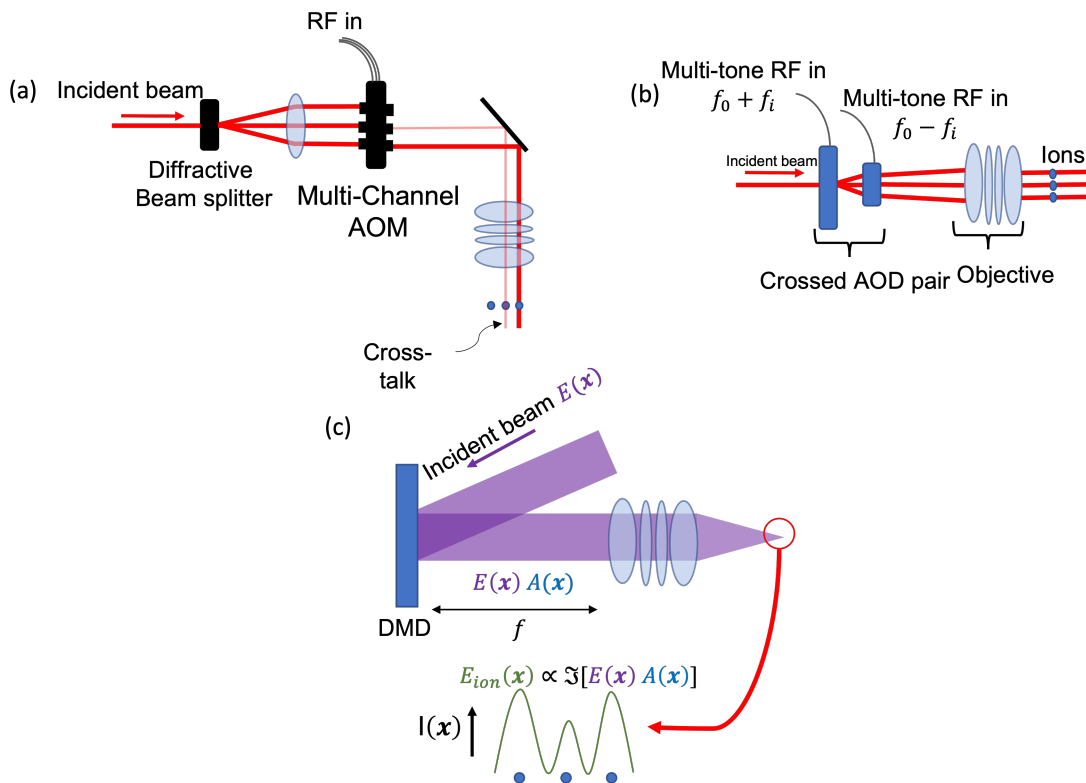 (a)
RF in
Incident beam
Diffractive
Beam splitter
Multi-Channel
AOM
Cross-
talk
(b)
Multi-tone RF in
f₀ + fᵢ
Multi-tone RF in
f₀ − fᵢ
Incident beam
Ions
Crossed AOD pair
Objective
(c)
Incident beam E(x)
E(x) A(x)
f
DMD
E_ion(x) ∝ ℑ[E(x) A(x)]
I(x)